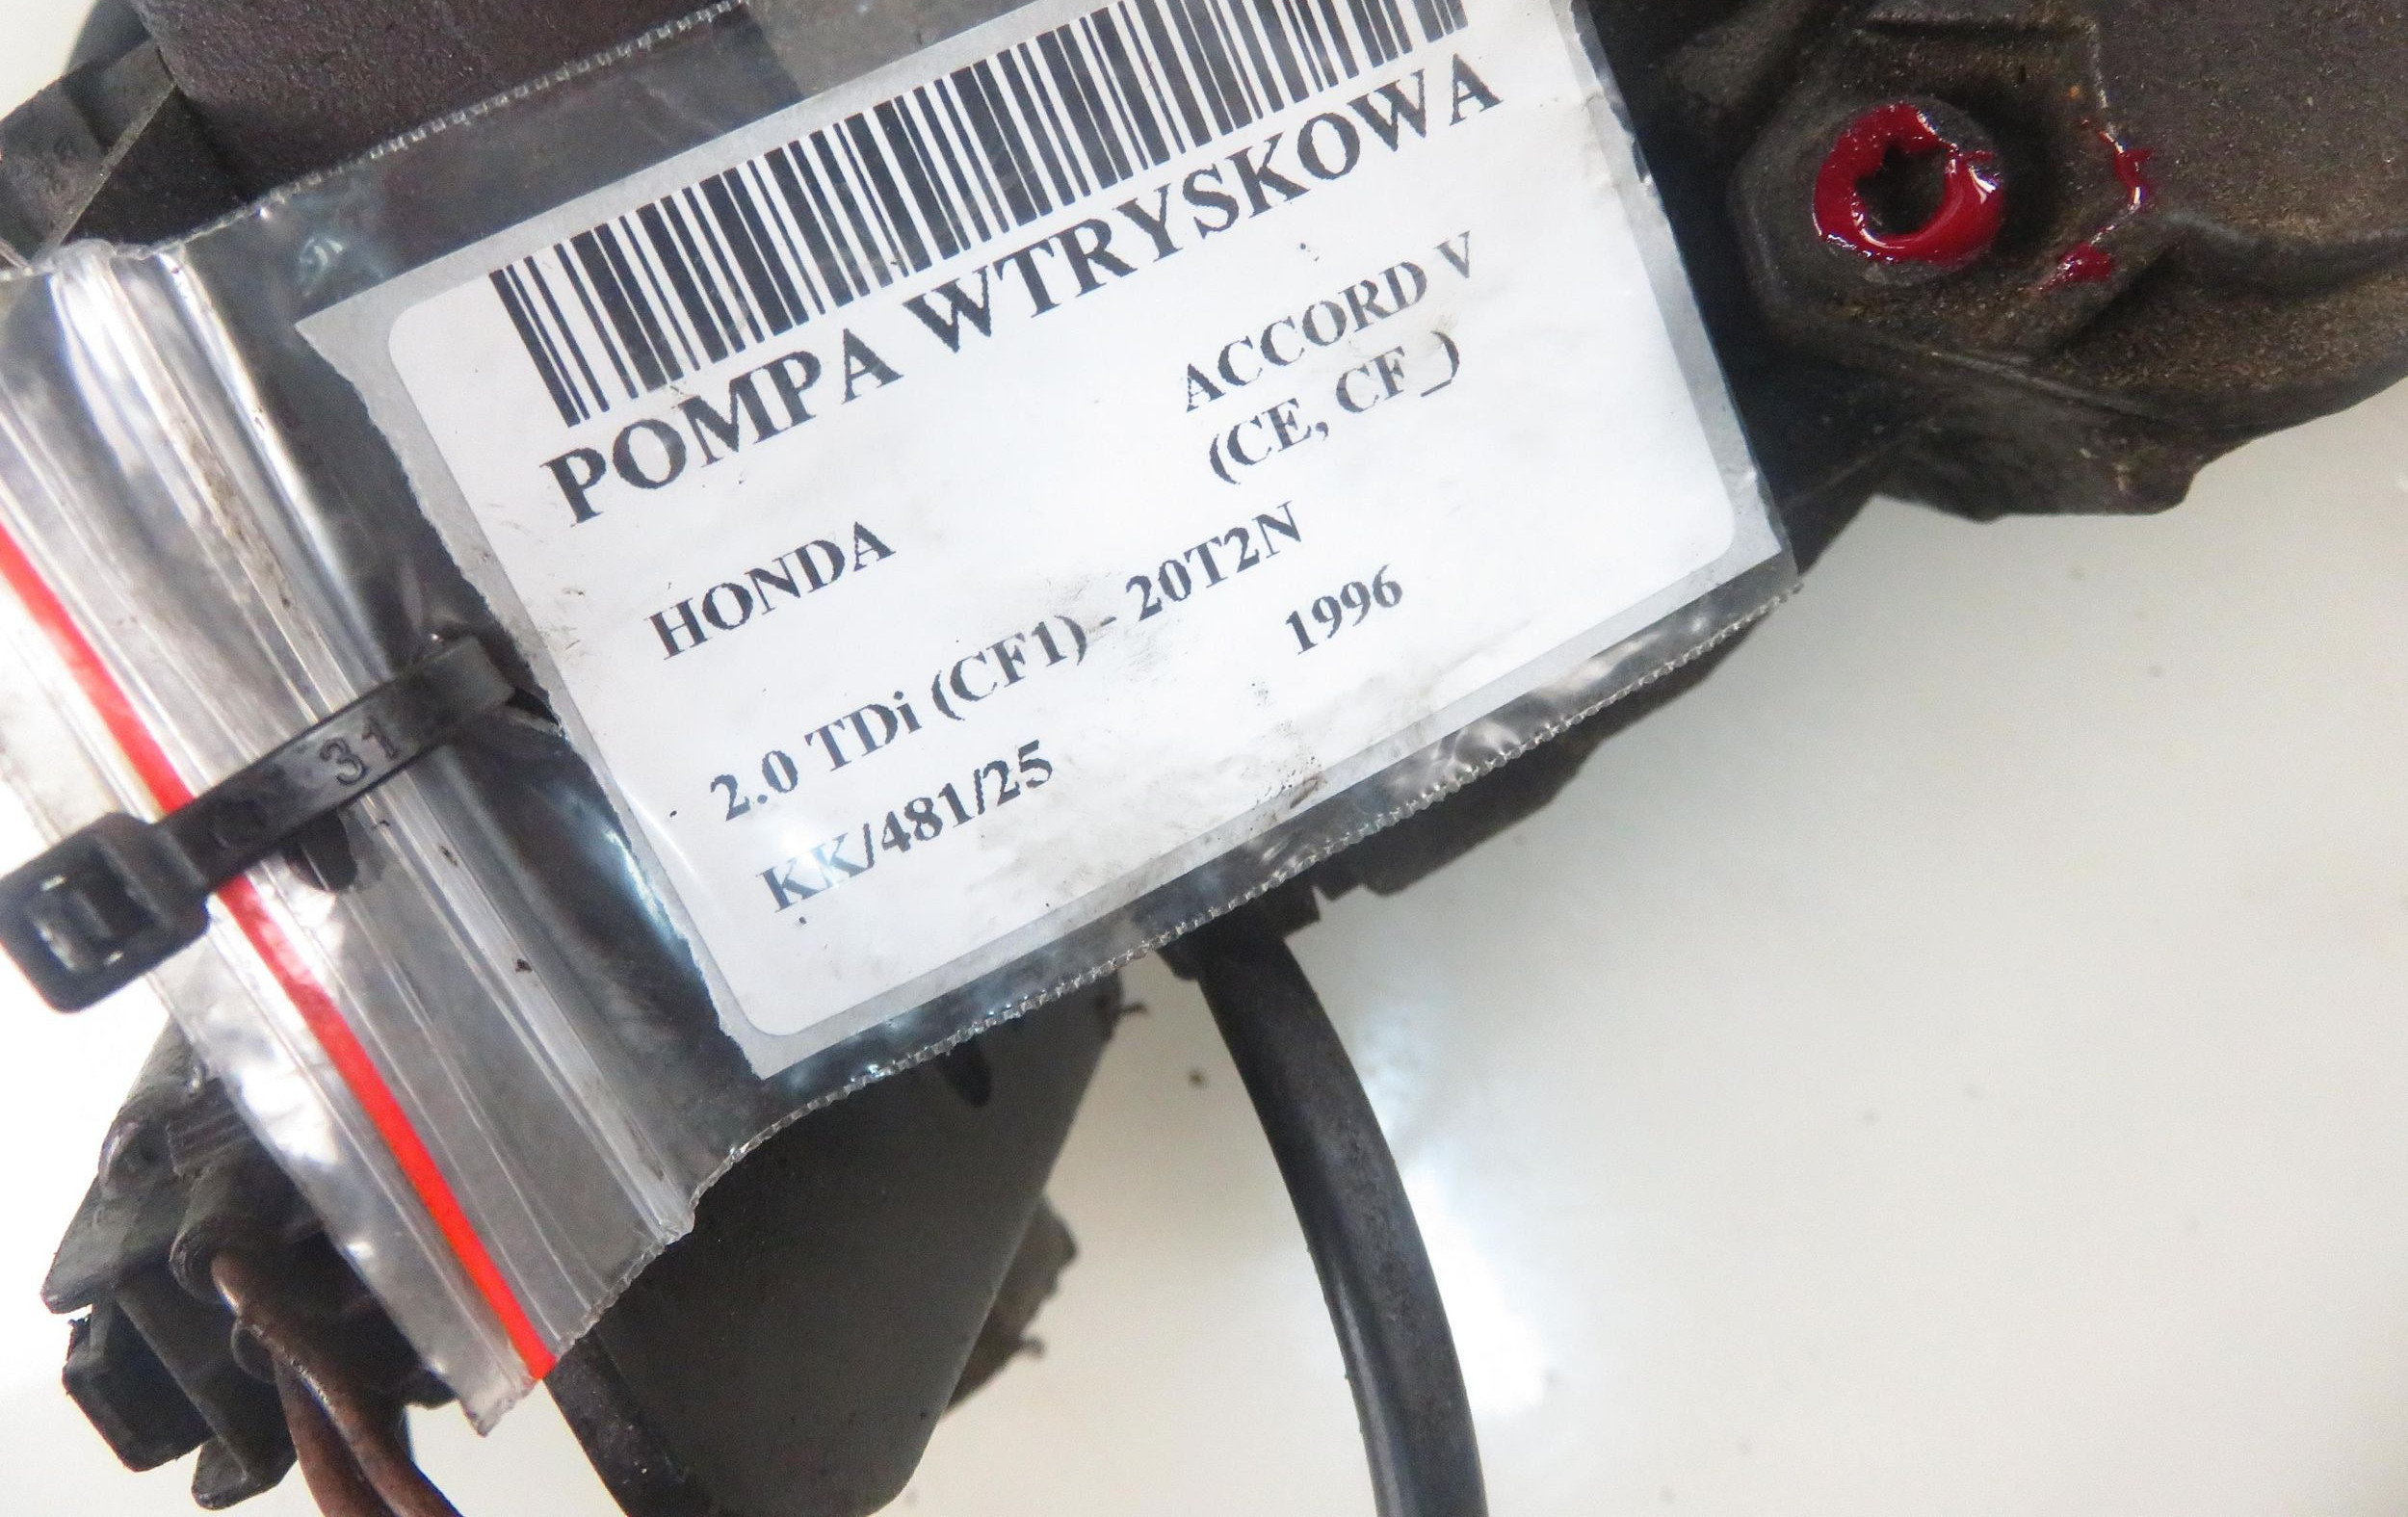 POMPA WTRYSKOWA
HONDA
ACCORD V
(CE, CF_)
2.0 TDi (CF1) - 20T2N
1996
KK/481/25
31